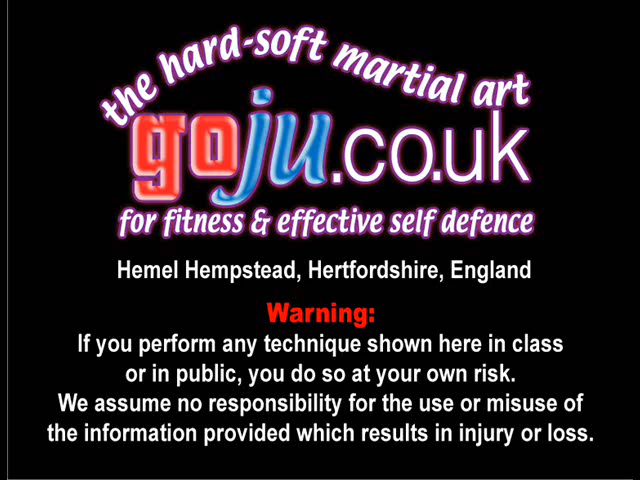 the hard-soft martial art
goju.co.uk
for fitness & effective self defence
Hemel Hempstead, Hertfordshire, England
Warning:
If you perform any technique shown here in class
or in public, you do so at your own risk.
We assume no responsibility for the use or misuse of
the information provided which results in injury or loss.